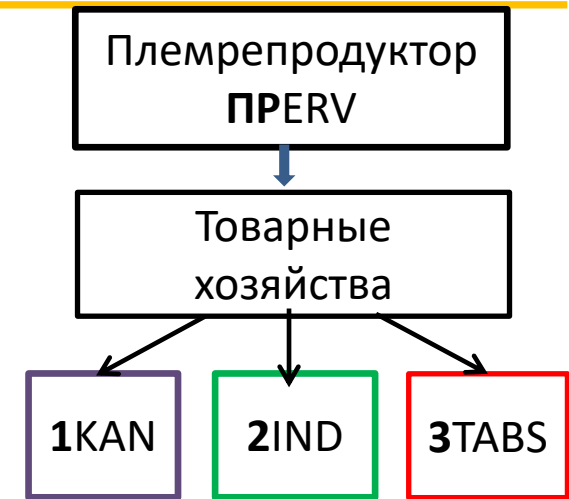 Племрепродуктор
ПРERV
Товарные
хозяйства
1KAN
2IND
3TABS